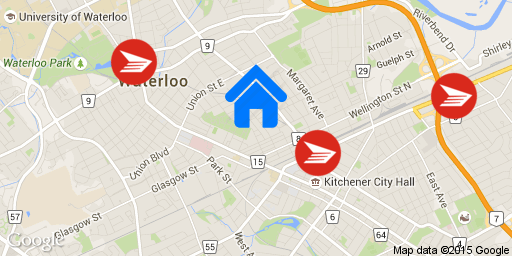 University of Waterloo
Riverbend Dr
Arnold St
9
Shirley
Guelph St
Waterloo Park
Margaret Ave
29
Waterloo
Union St E
9
Wellington St N
8
Union Blvd
15
Park St
Glasgow St
Kitchener City Hall
East Ave
57
Glasgow St
6
7
West Av
55
64
4
Google
Map data ©2015 Google